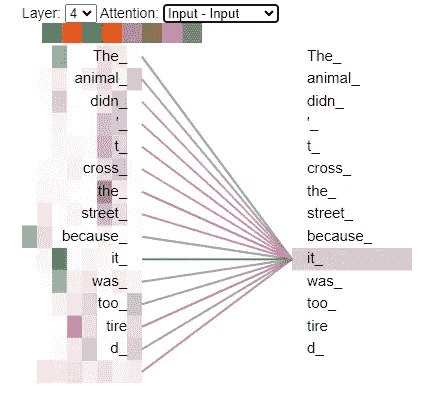 Layer: 4 Attention: Input - Input
The_ The_
animal_ animal_
didn_ didn_
'_ '_
t_ t_
cross_ cross_
the_ the_
street_ street_
because_ because_
it_ it_
was_ was_
too_ too_
tire tire
d_ d_